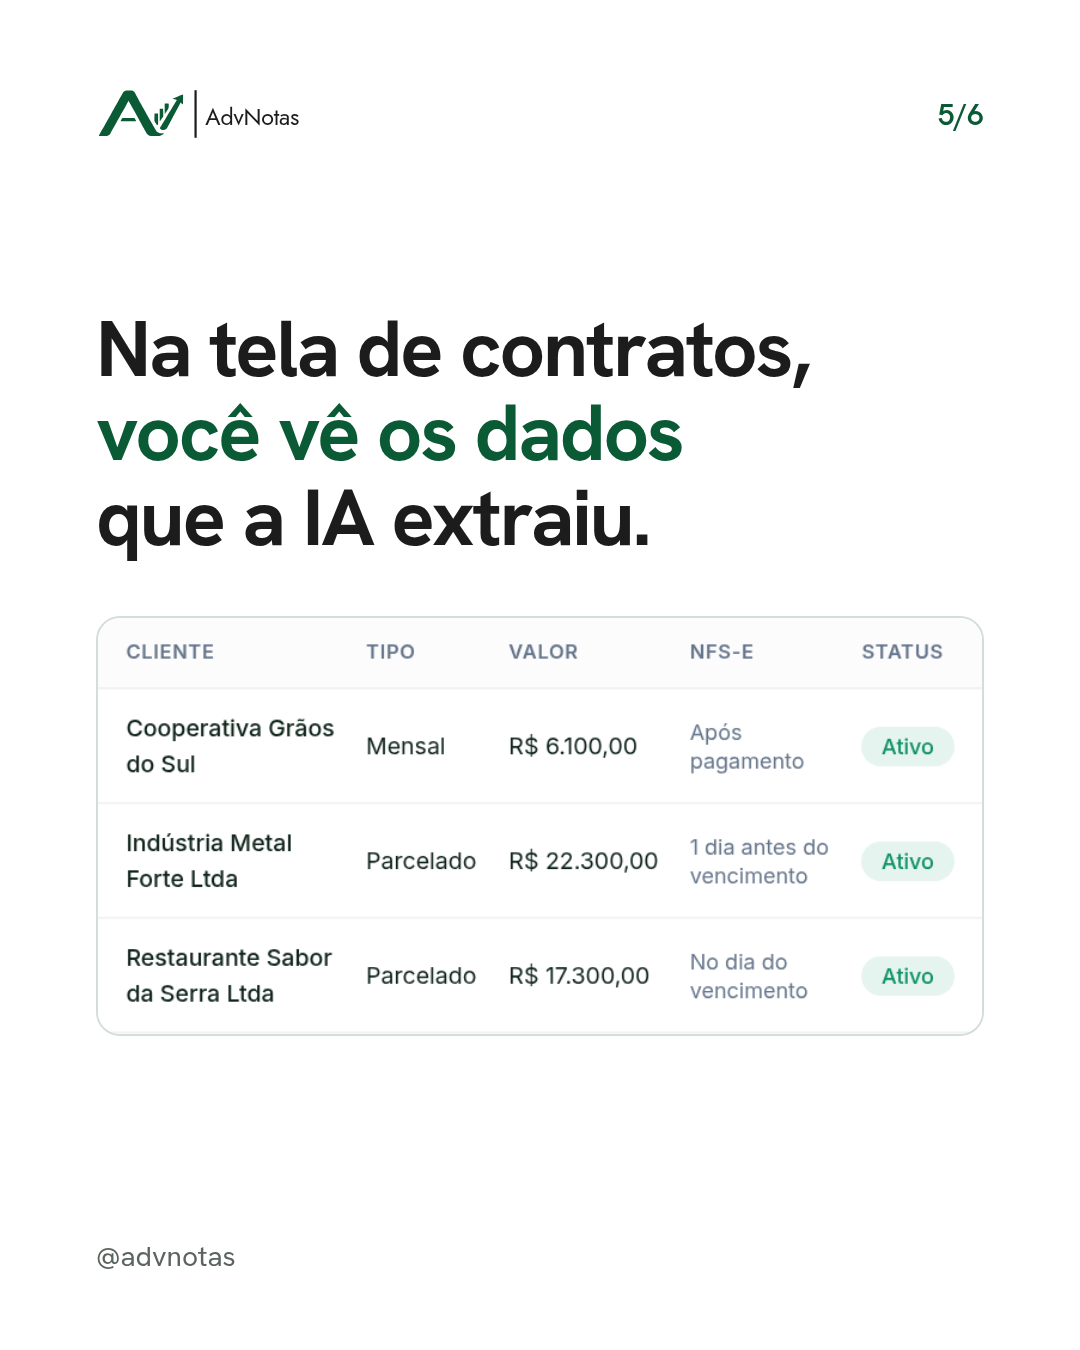 AdvNotas
5/6
Na tela de contratos,
você vê os dados
que a IA extraiu.
CLIENTE TIPO VALOR NFS-E STATUS
Cooperativa Grãos
do Sul
Mensal
R$ 6.100,00
Após
pagamento
Ativo
Indústria Metal
Forte Ltda
Parcelado
R$ 22.300,00
1 dia antes do
vencimento
Ativo
Restaurante Sabor
da Serra Ltda
Parcelado
R$ 17.300,00
No dia do
vencimento
Ativo
@advnotas